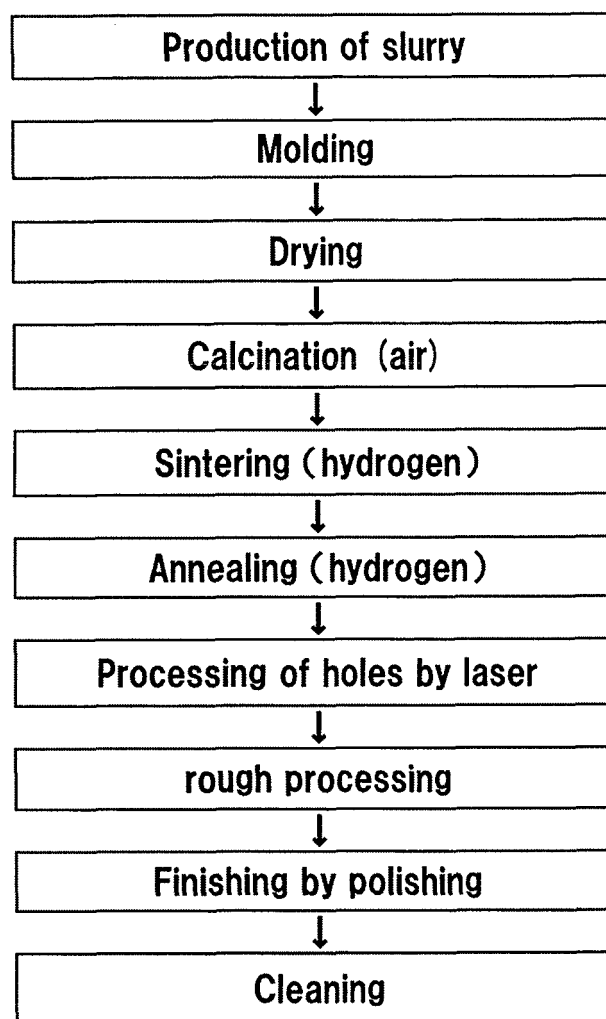 Production of slurry
Molding
Drying
Calcination (air)
Sintering (hydrogen)
Annealing (hydrogen)
Processing of holes by laser
rough processing
Finishing by polishing
Cleaning